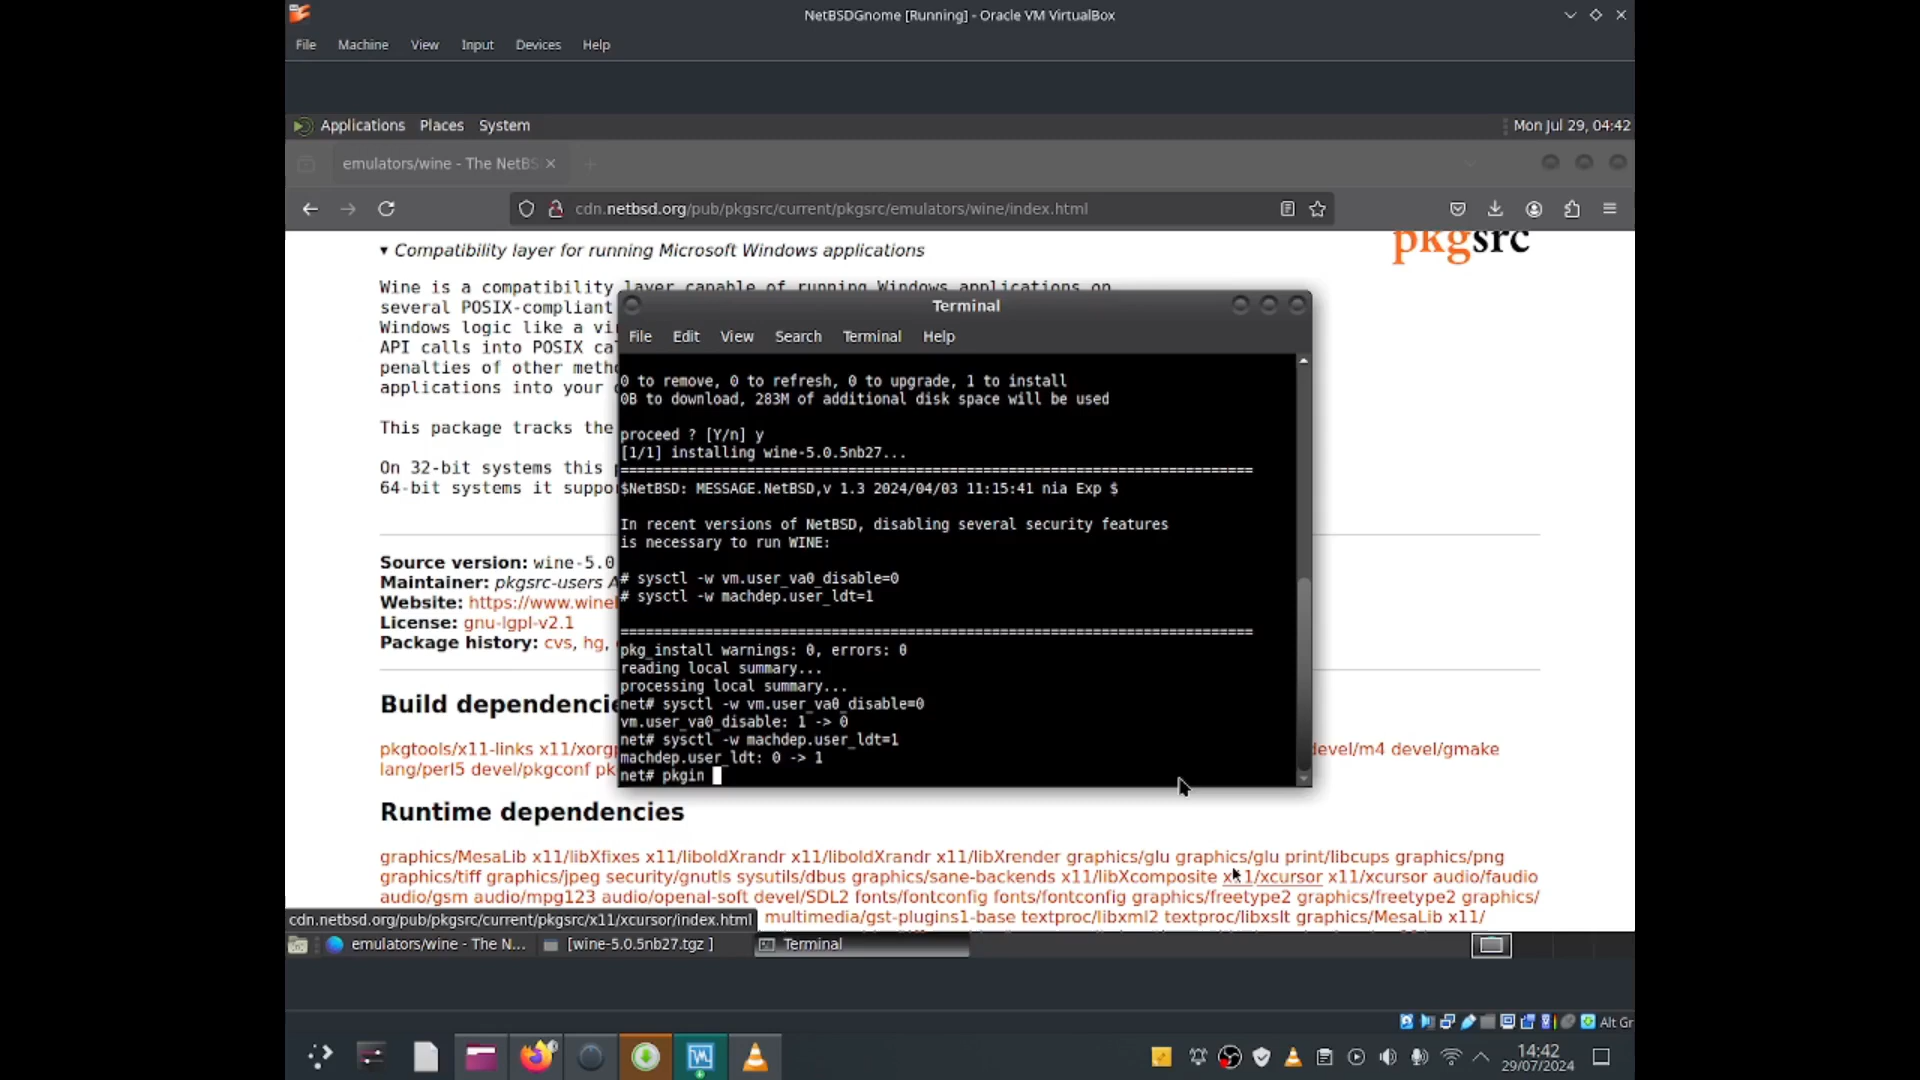 NetBSDGnome [Running] - Oracle VM VirtualBox
File Machine View Input Devices Help
Applications Places System
Mon Jul 29, 04:42
emulators/wine - The NetBS
cdn.netbsd.org/pub/pkgsrc/current/pkgsrc/emulators/wine/index.html
Compatibility layer for running Microsoft Windows applications
pkgsrc
Wine is a compatibility layer capable of running Windows applications on
several POSIX-compliant
Windows logic like a vi
API calls into POSIX ca
penalties of other meth
applications into your
This package tracks the
On 32-bit systems this
64-bit systems it suppo
Source version: wine-5.0
Maintainer: pkgsrc-users
Website: https://www.wine
License: gnu-lgpl-v2.1
Package history: cvs, hg,
Build dependenci
pkgtools/x11-links x11/xorgp
devel/m4 devel/gmake
lang/perl5 devel/pkgconf pk
Terminal
File Edit View Search Terminal Help
0 to remove, 0 to refresh, 0 to upgrade, 1 to install
0B to download, 283M of additional disk space will be used
proceed ? [Y/n] y
[1/1] installing wine-5.0.5nb27...
===========================================================================
$NetBSD: MESSAGE.NetBSD,v 1.3 2024/04/03 11:15:41 nia Exp $
In recent versions of NetBSD, disabling several security features
is necessary to run WINE:
# sysctl -w vm.user_va0_disable=0
# sysctl -w machdep.user_ldt=1
===========================================================================
pkg_install warnings: 0, errors: 0
reading local summary...
processing local summary...
net# sysctl -w vm.user_va0_disable=0
vm.user_va0_disable: 1 -> 0
net# sysctl -w machdep.user_ldt=1
machdep.user_ldt: 0 -> 1
net# pkgin
Runtime dependencies
graphics/MesaLib x11/libXfixes x11/liboldXrandr x11/liboldXrandr x11/libXrender graphics/glu graphics/glu print/libcups graphics/png
graphics/tiff graphics/jpeg security/gnutls sysutils/dbus graphics/sane-backends x11/libXcomposite x11/xcursor x11/xcursor audio/faudio
audio/gsm audio/mpg123 audio/openal-soft devel/SDL2 fonts/fontconfig fonts/fontconfig graphics/freetype2 graphics/freetype2 graphics/
multimedia/gst-plugins1-base textproc/libxml2 textproc/libxslt graphics/MesaLib x11/
cdn.netbsd.org/pub/pkgsrc/current/pkgsrc/x11/xcursor/index.html
emulators/wine - The N... [wine-5.0.5nb27.tgz ] Terminal
Alt Gr
14:42
29/07/2024